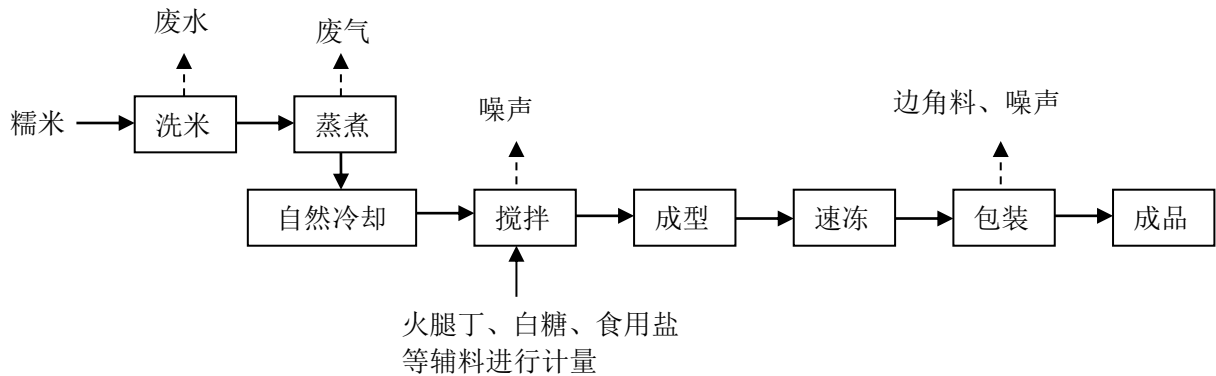 废水
废气
糯米
洗米
蒸煮
噪声
边角料、噪声
自然冷却
搅拌
成型
速冻
包装
成品
火腿丁、白糖、食用盐
等辅料进行计量